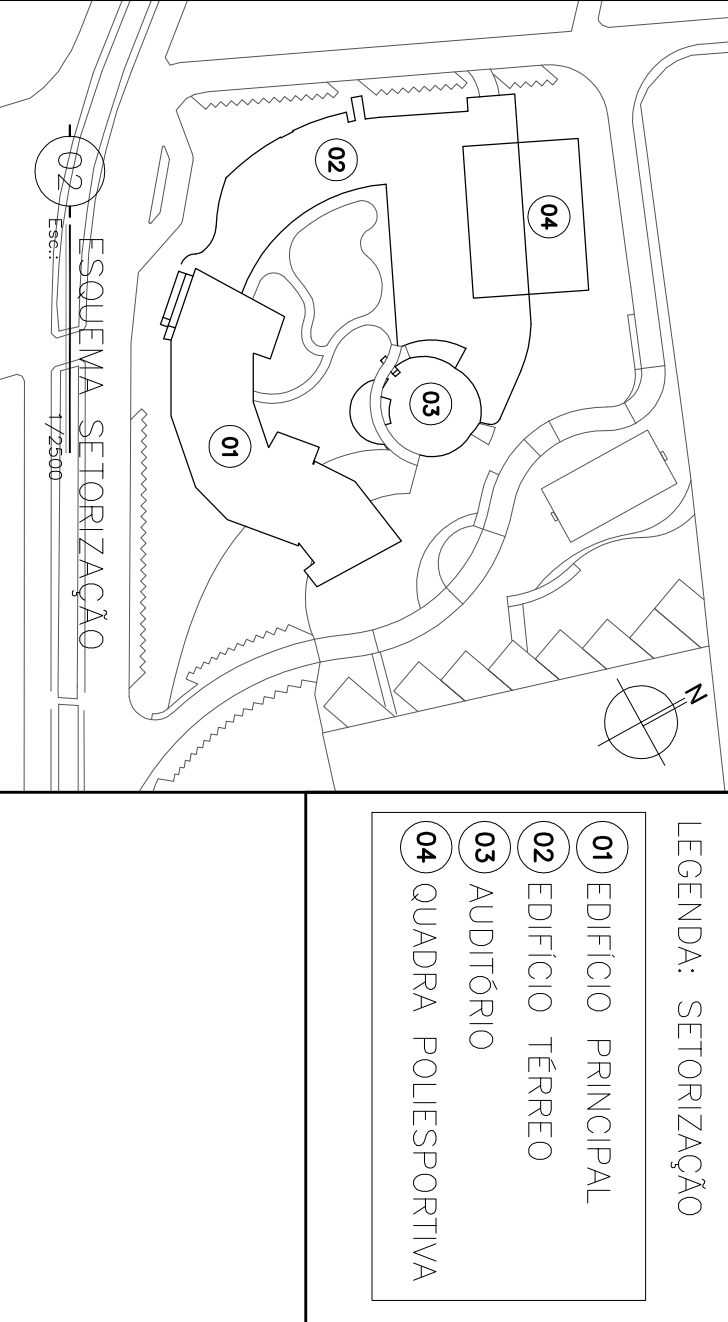 02
04
03
01
N
02
ESQUEMA SETORIZAÇÃO
Esc.: 1/2500
LEGENDA: SETORIZAÇÃO
01 EDIFÍCIO PRINCIPAL
02 EDIFÍCIO TÉRREO
03 AUDITÓRIO
04 QUADRA POLIESPORTIVA